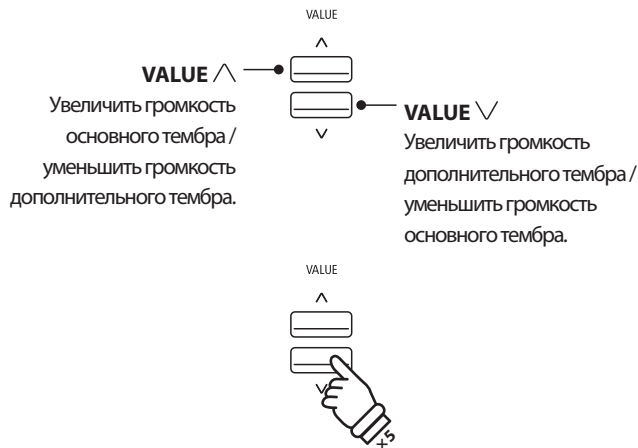 VALUE
VALUE ∧
Увеличить громкость
основного тембра /
уменьшить громкость
дополнительного тембра.
VALUE ∨
Увеличить громкость
дополнительного тембра /
уменьшить громкость
основного тембра.
VALUE
×5